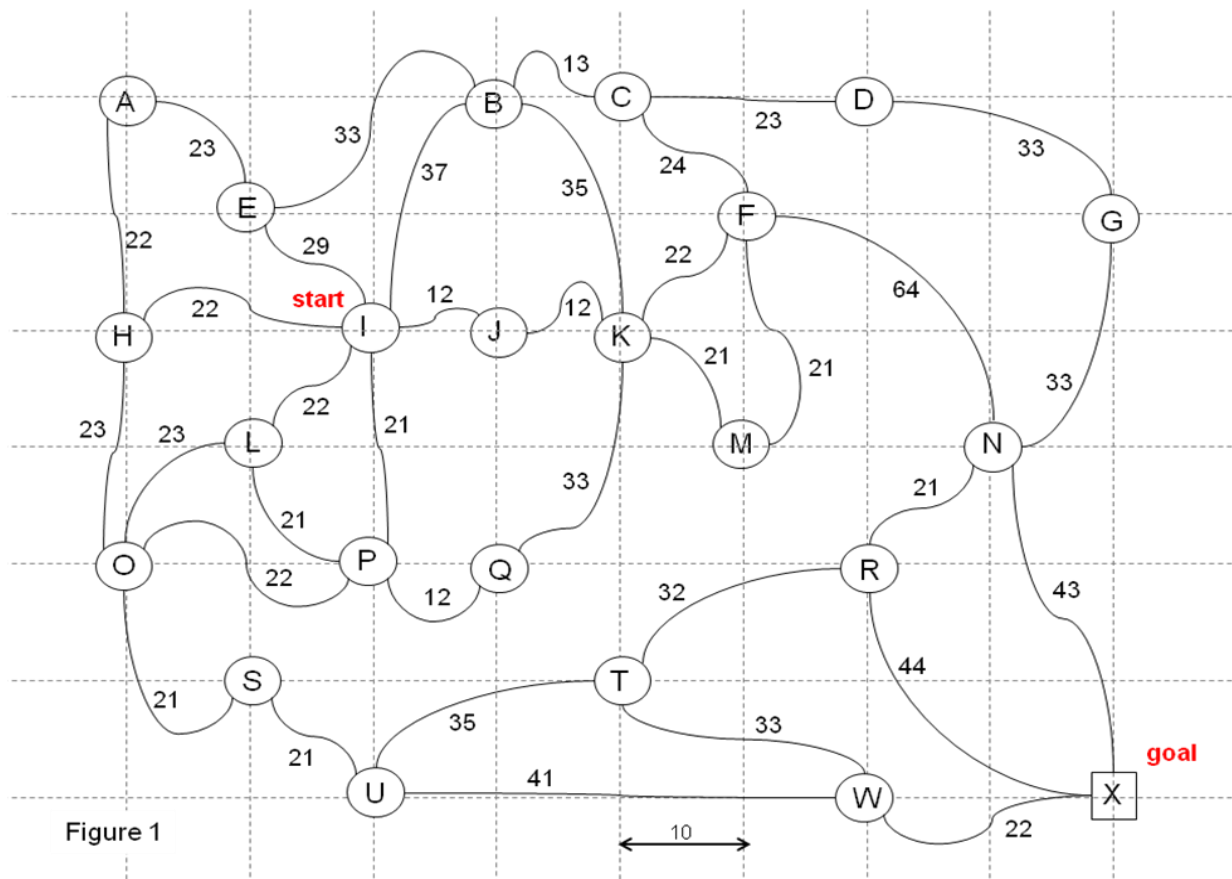 13
A B C D
23
33
23
33
37
24
35
E
F
G
22
29
22
start
22
12
12
64
H
I
J
K
21
21
33
22
23
23
21
L
M
N
33
21
21
O
22
P
Q
R
12
32
43
S
T
44
21
35
33
21
goal
41
U
W
X
22
Figure 1
10